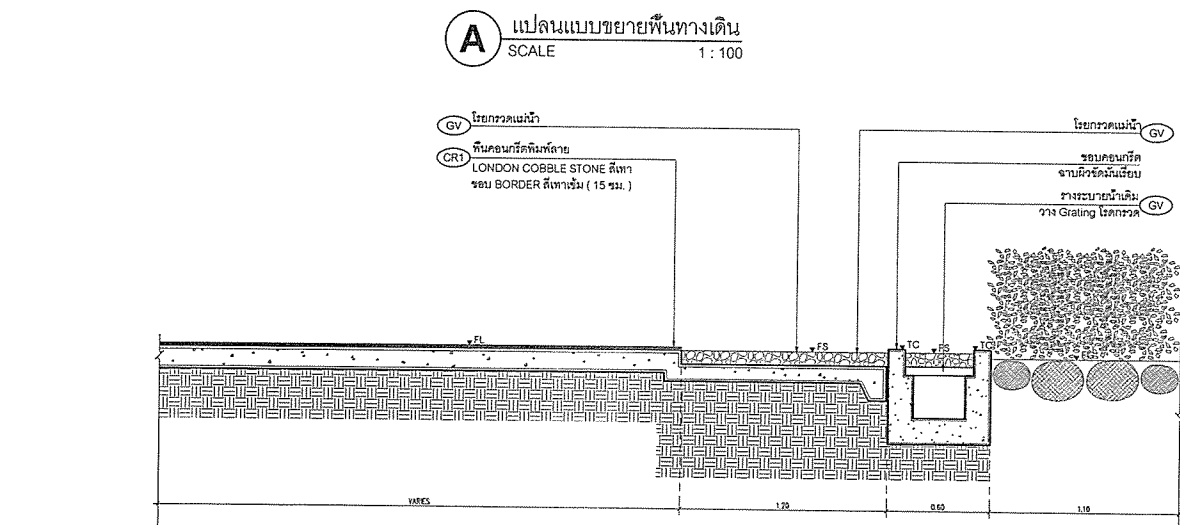 A
แปลนแบบขยายพื้นทางเดิน
SCALE 1 : 100
GV โรยกรวดแม่น้ำ
CR1 พื้นคอนกรีตพิมพ์ลาย
LONDON COBBLE STONE สีเทา
ขอบ BORDER สีเทาเข้ม ( 15 ซม. )
โรยกรวดแม่น้ำ GV
ขอบคอนกรีต
ฉาบผิวขัดมันเรียบ
รางระบายน้ำเดิม GV
วาง Grating โรดกรวด
FL
FS
TC
FS
TC
FG
VARIES
1.20
0.60
1.10